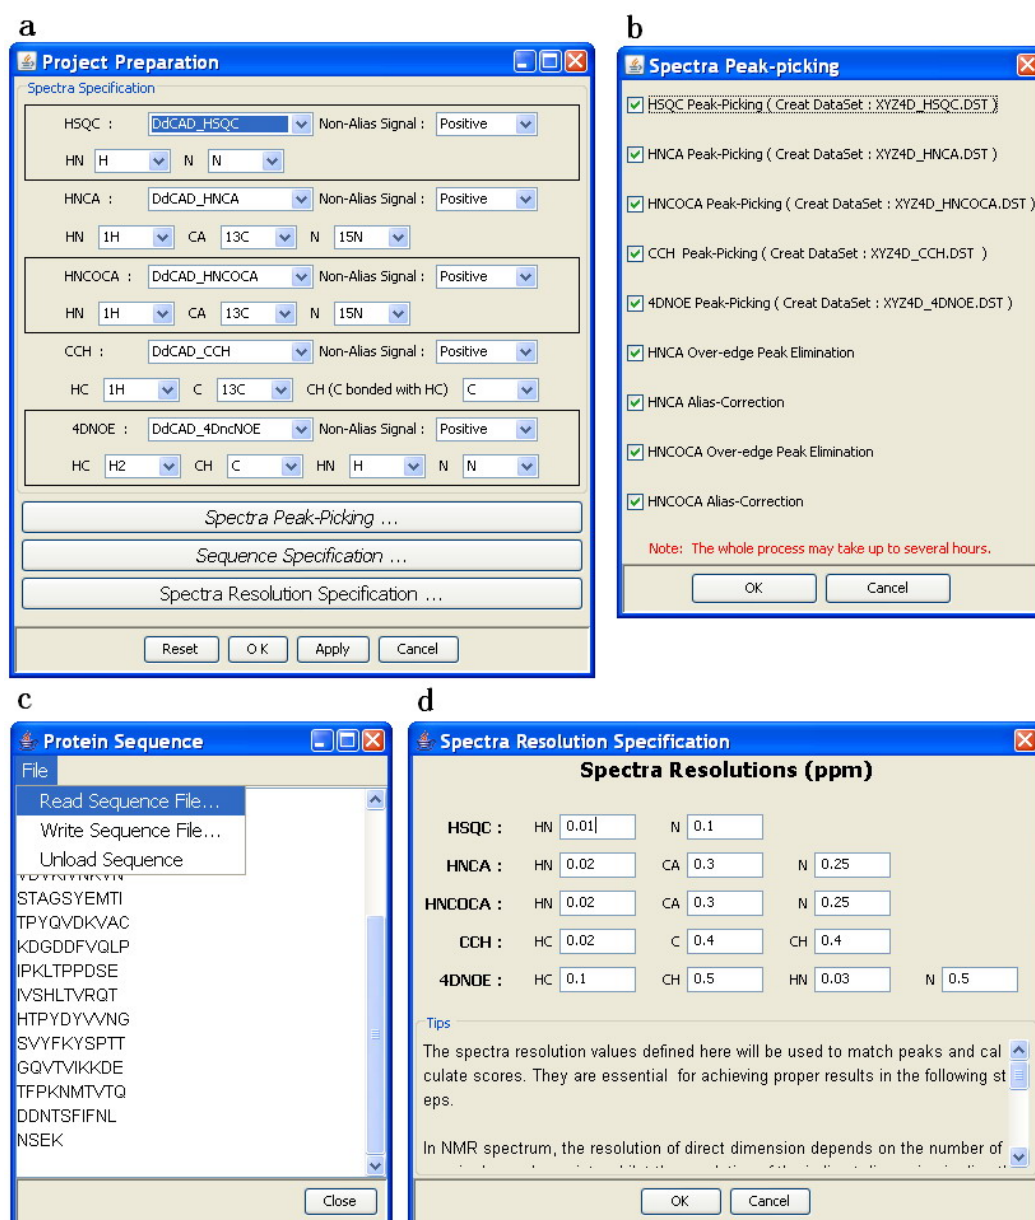 a
Project Preparation
Spectra Specification
HSQC : DdCAD_HSQC Non-Alias Signal : Positive
HN H N N
HNCA : DdCAD_HNCA Non-Alias Signal : Positive
HN 1H CA 13C N 15N
HNCOCA : DdCAD_HNCOCA Non-Alias Signal : Positive
HN 1H CA 13C N 15N
CCH : DdCAD_CCH Non-Alias Signal : Positive
HC 1H C 13C CH (C bonded with HC) C
4DNOE : DdCAD_4DncNOE Non-Alias Signal : Positive
HC H2 CH C HN H N N
Spectra Peak-Picking ...
Sequence Specification ...
Spectra Resolution Specification ...
Reset OK Apply Cancel
b
Spectra Peak-picking
HSQC Peak-Picking ( Creat DataSet : XYZ4D_HSQC.DST )
HNCA Peak-Picking ( Creat DataSet : XYZ4D_HNCA.DST )
HNCOCA Peak-Picking ( Creat DataSet : XYZ4D_HNCOCA.DST )
CCH Peak-Picking ( Creat DataSet : XYZ4D_CCH.DST )
4DNOE Peak-Picking ( Creat DataSet : XYZ4D_4DNOE.DST )
HNCA Over-edge Peak Elimination
HNCA Alias-Correction
HNCOCA Over-edge Peak Elimination
HNCOCA Alias-Correction
Note: The whole process may take up to several hours.
OK Cancel
c
Protein Sequence
File
Read Sequence File...
Write Sequence File...
Unload Sequence
STAGSYEMTI
TPYQVDKVAC
KDGDDFVQLP
IPKLTPPDSE
IVSHLTVRQT
HTPYDYVVNG
SVYFKYSPTT
GQVTVIKKDE
TFPKNMTVTQ
DDNTSFIFNL
NSEK
Close
d
Spectra Resolution Specification
Spectra Resolutions (ppm)
HSQC : HN 0.01 N 0.1
HNCA : HN 0.02 CA 0.3 N 0.25
HNCOCA : HN 0.02 CA 0.3 N 0.25
CCH : HC 0.02 C 0.4 CH 0.4
4DNOE : HC 0.1 CH 0.5 HN 0.03 N 0.5
Tips
The spectra resolution values defined here will be used to match peaks and cal
culate scores. They are essential for achieving proper results in the following st
eps.
In NMR spectrum, the resolution of direct dimension depends on the number of
OK Cancel